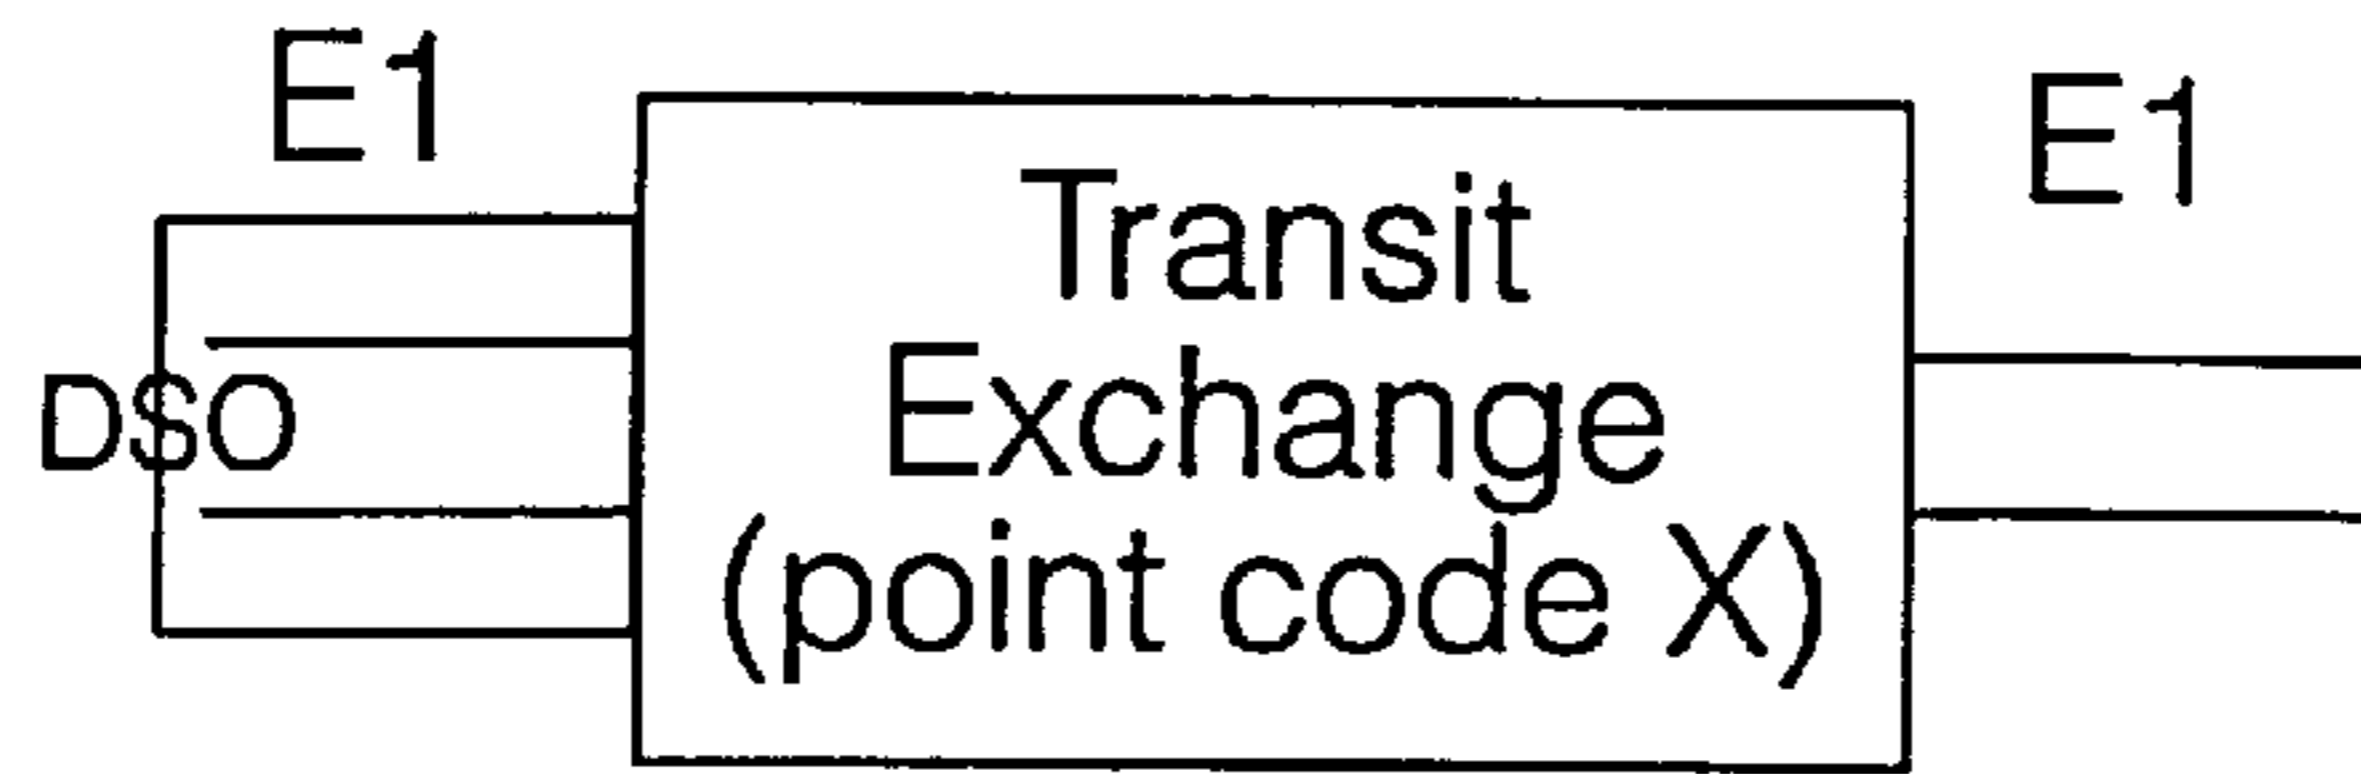 E1
E1
Transit
Exchange
DSO
(point code X)